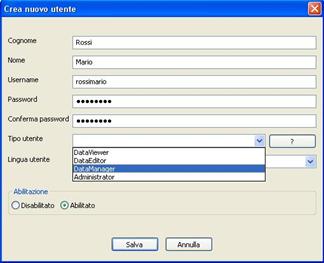 Crea nuovo utente
Cognome Rossi
Nome Mario
Username rossimario
Password ●●●●●●●●
Conferma password ●●●●●●●●
Tipo utente ?
DataViewer
DataEditor
DataManager
Administrator
Lingua utente
Abilitazione
Disabilitato Abilitato
Salva Annulla